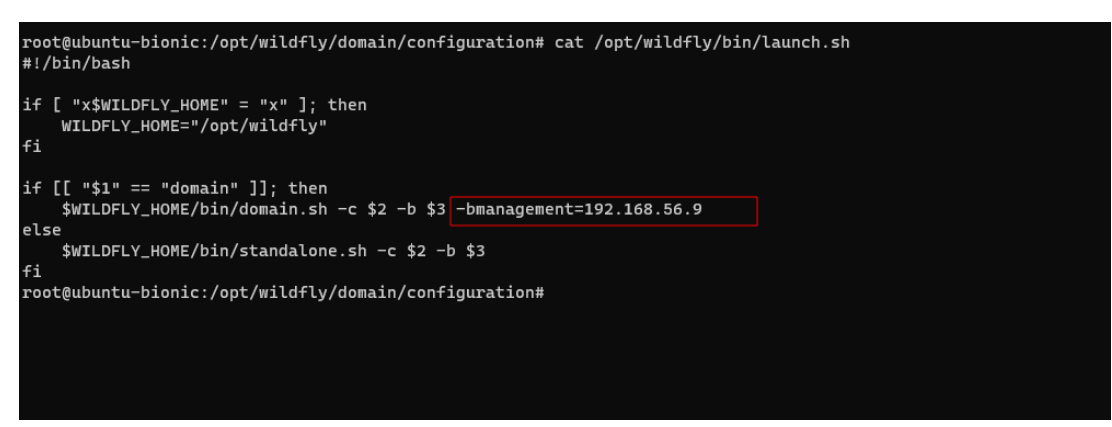 root@ubuntu-bionic:/opt/wildfly/domain/configuration# cat /opt/wildfly/bin/launch.sh
#!/bin/bash

if [ "x$WILDFLY_HOME" = "x" ]; then
    WILDFLY_HOME="/opt/wildfly"
fi

if [[ "$1" == "domain" ]]; then
    $WILDFLY_HOME/bin/domain.sh -c $2 -b $3 -bmanagement=192.168.56.9
else
    $WILDFLY_HOME/bin/standalone.sh -c $2 -b $3
fi
root@ubuntu-bionic:/opt/wildfly/domain/configuration#